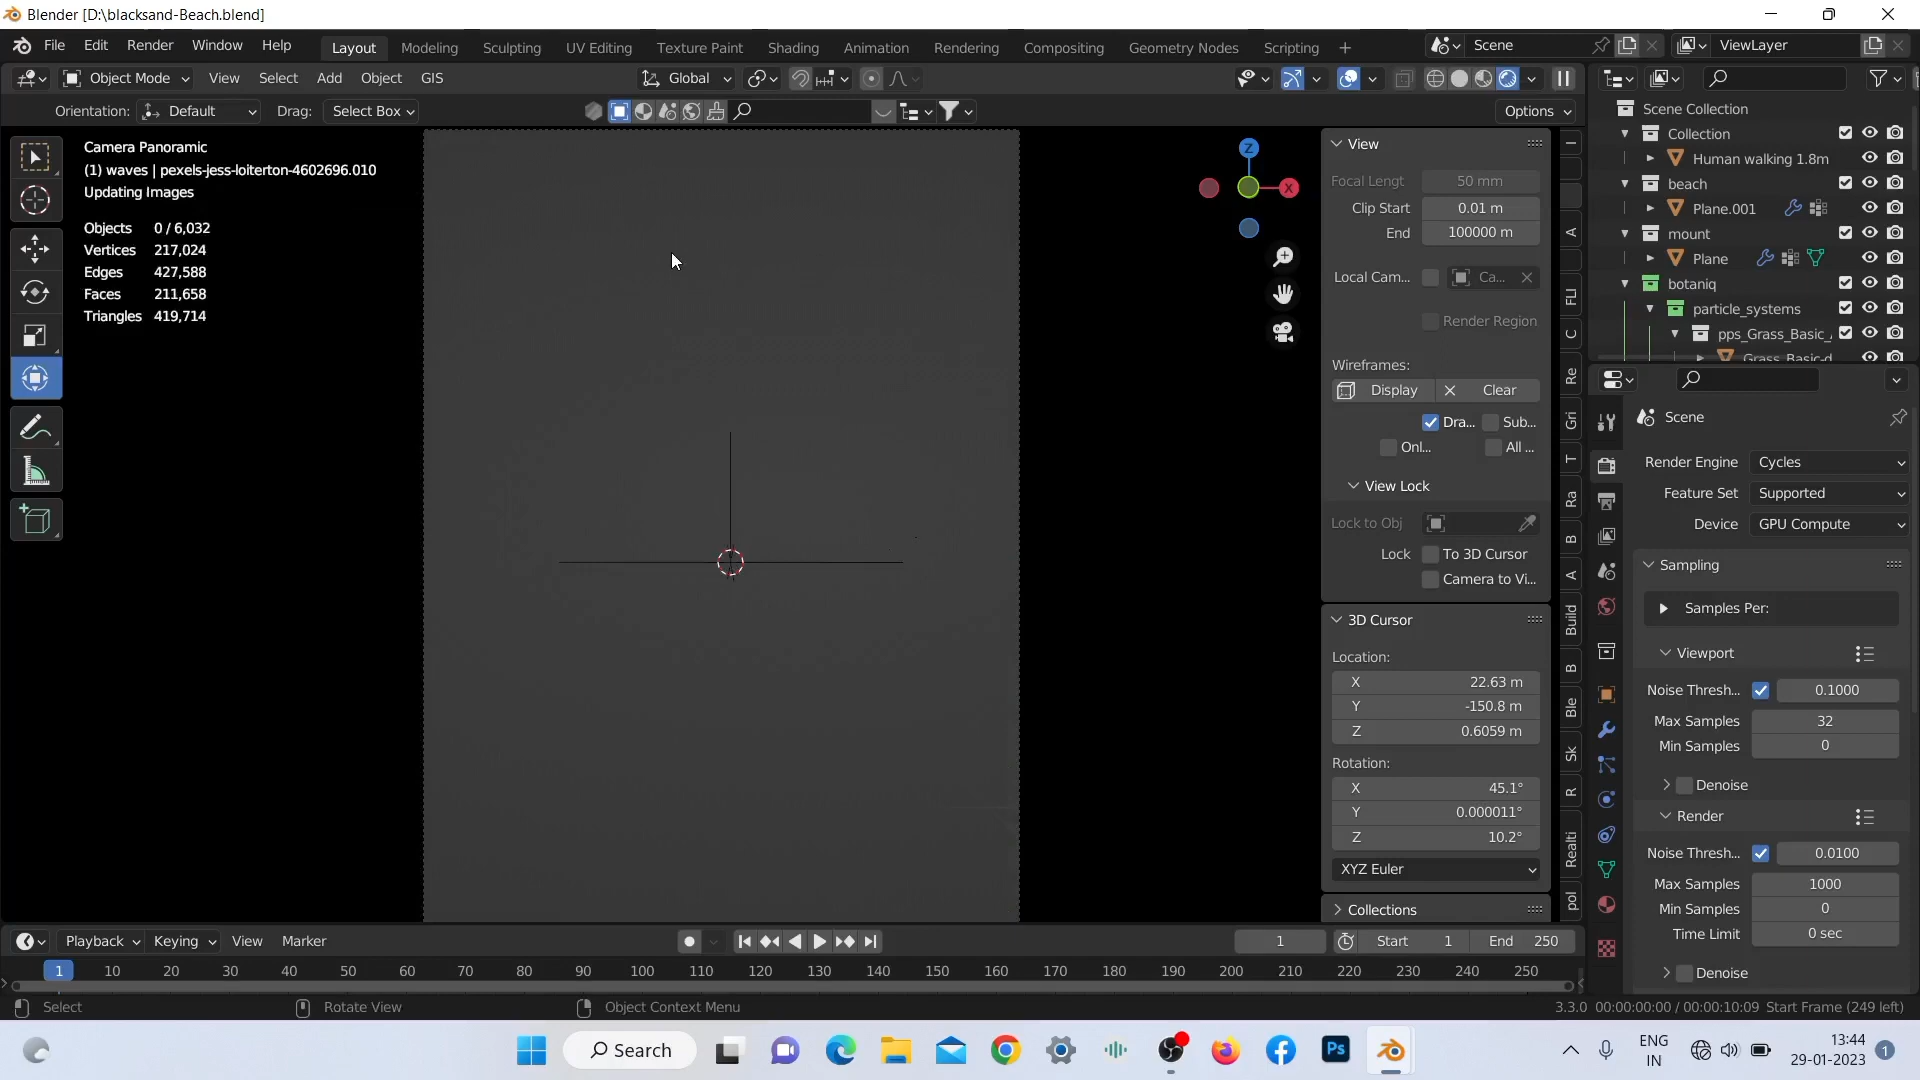 Blender [D:\blacksand-Beach.blend]
File Edit Render Window Help Layout Modeling Sculpting UV Editing Texture Paint Shading Animation Rendering Compositing Geometry Nodes Scripting + Scene ViewLayer
Object Mode View Select Add Object GIS Global
Orientation: Default Drag: Select Box Options
Camera Panoramic
(1) waves | pexels-jess-loiterton-4602696.010
Updating Images
Objects 0 / 6,032
Vertices 217,024
Edges 427,588
Faces 211,658
Triangles 419,714
Z
X
View
Focal Lengt 50 mm
Clip Start 0.01 m
End 100000 m
Local Cam... Ca...
Render Region
Wireframes:
Display Clear
Dra... Sub...
Onl... All ...
View Lock
Lock to Obj
Lock To 3D Cursor
Camera to Vi...
3D Cursor
Location:
X 22.63 m
Y -150.8 m
Z 0.6059 m
Rotation:
X 45.1°
Y 0.000011°
Z 10.2°
XYZ Euler
Collections
I
A
FLI
C
Re
Gri
T
Ra
B
A
Build
B
Ble
Sk
R
Realti
pol
Scene Collection
Collection
Human walking 1.8m
beach
Plane.001
mount
Plane
botaniq
particle_systems
pps_Grass_Basic_
Grass_Basic-d
Scene
Render Engine Cycles
Feature Set Supported
Device GPU Compute
Sampling
Samples Per:
Viewport
Noise Thresh... 0.1000
Max Samples 32
Min Samples 0
Denoise
Render
Noise Thresh... 0.0100
Max Samples 1000
Min Samples 0
Time Limit 0 sec
Denoise
Playback Keying View Marker 1 Start 1 End 250
1 10 20 30 40 50 60 70 80 90 100 110 120 130 140 150 160 170 180 190 200 210 220 230 240 250
Select Rotate View Object Context Menu 3.3.0 00:00:00:00 / 00:00:10:09 Start Frame (249 left)
Search Ps ENG IN 13:44 29-01-2023 1